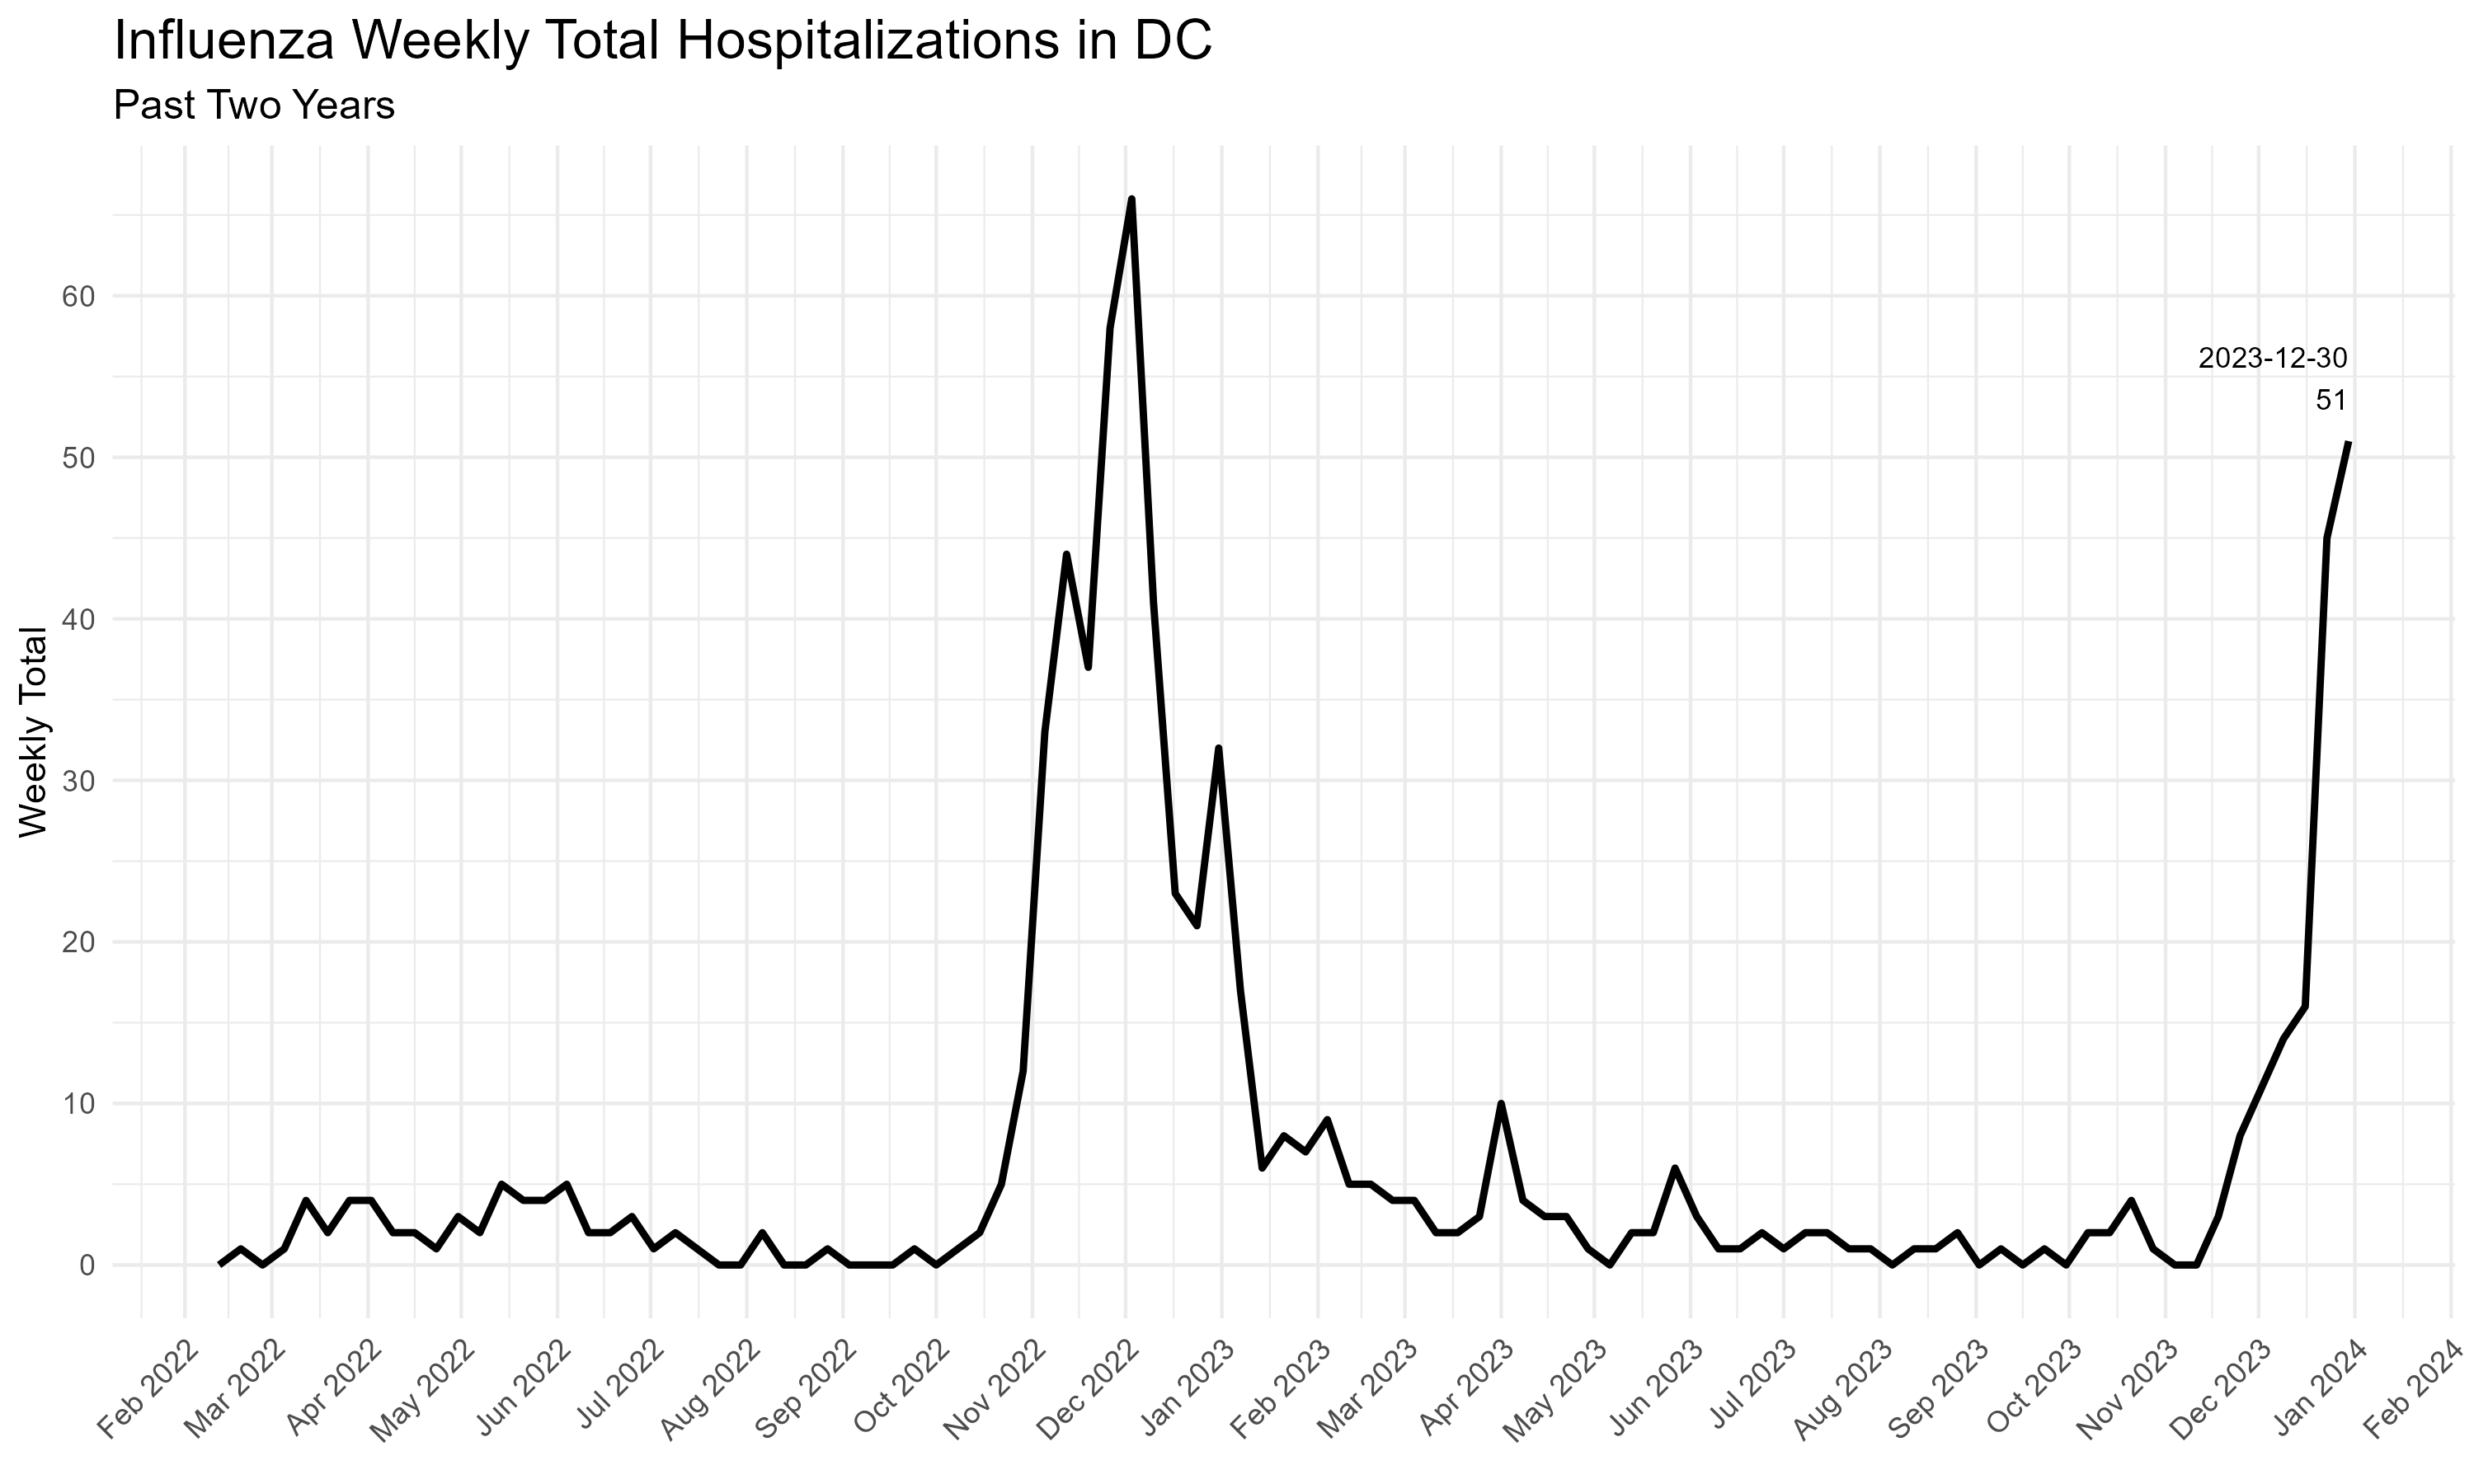 Influenza Weekly Total Hospitalizations in DC
Past Two Years
2023-12-30
51
Weekly Total
60
50
40
30
20
10
0
Feb 2022
Mar 2022
Apr 2022
May 2022
Jun 2022
Jul 2022
Aug 2022
Sep 2022
Oct 2022
Nov 2022
Dec 2022
Jan 2023
Feb 2023
Mar 2023
Apr 2023
May 2023
Jun 2023
Jul 2023
Aug 2023
Sep 2023
Oct 2023
Nov 2023
Dec 2023
Jan 2024
Feb 2024